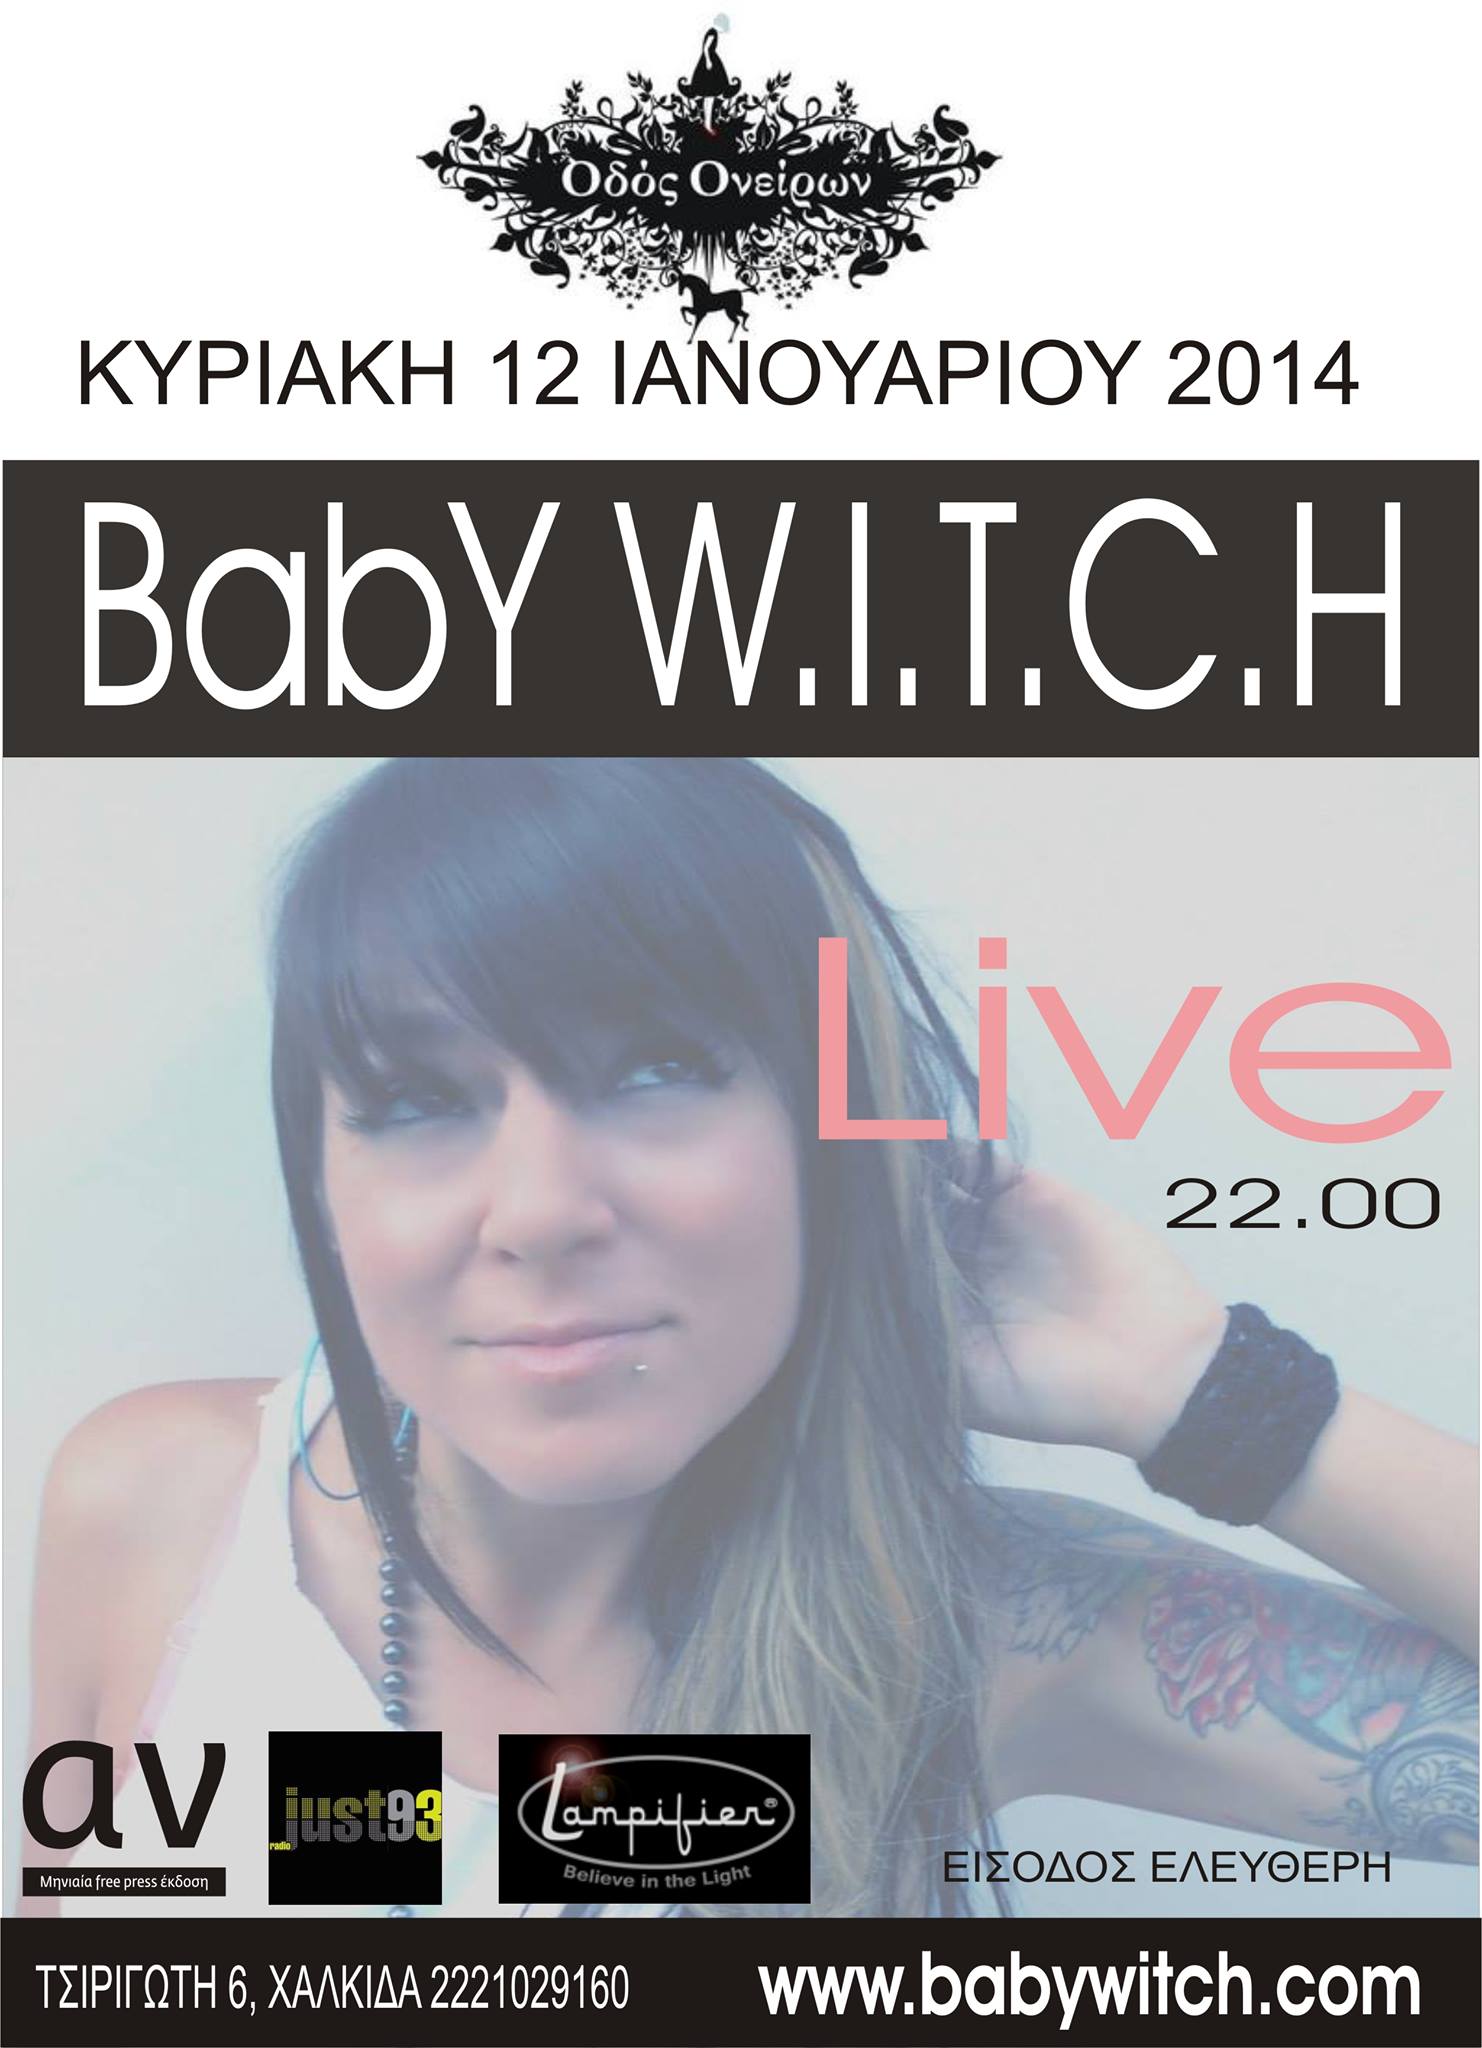 Οδός Ονείρων
ΚΥΡΙΑΚΗ 12 ΙΑΝΟΥΑΡΙΟΥ 2014
BabY W.I.T.C.H
Live
22.00
αν
Μηνιαία free press έκδοση
just93
radio
Lampifier®
Believe in the Light
ΕΙΣΟΔΟΣ ΕΛΕΥΘΕΡΗ
ΤΣΙΡΙΓΩΤΗ 6, ΧΑΛΚΙΔΑ 2221029160
www.babywitch.com